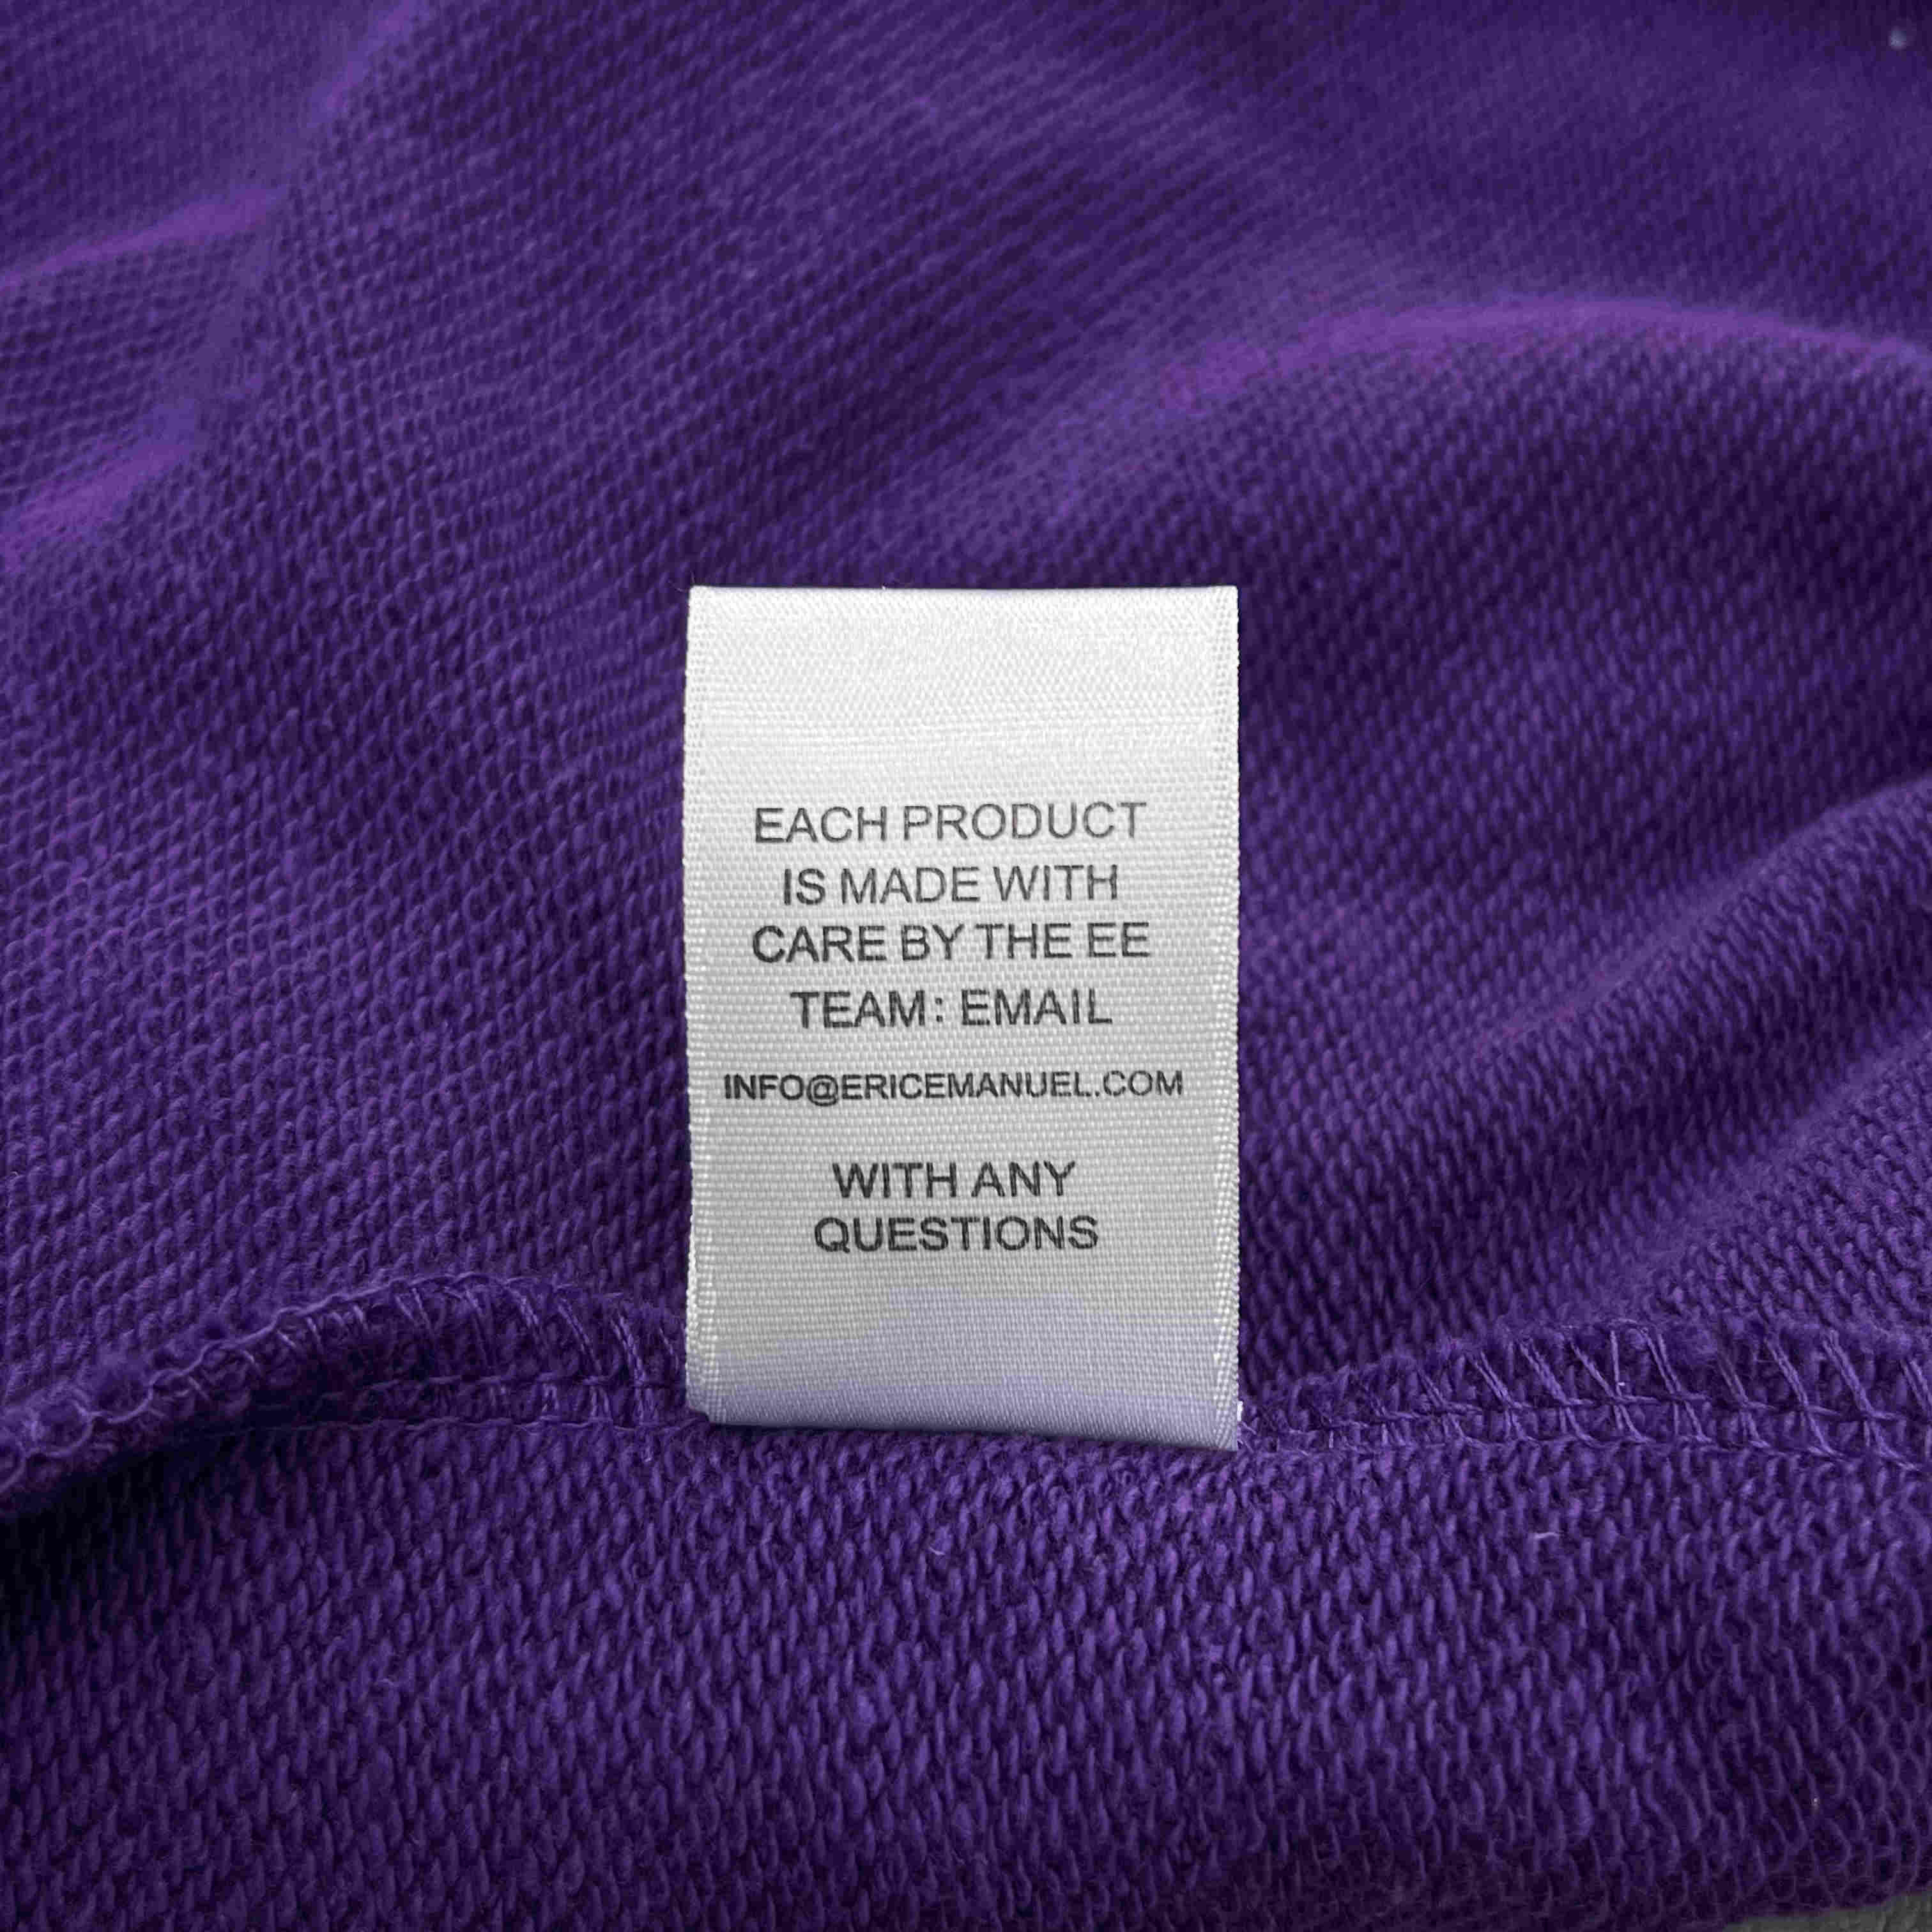 EACH PRODUCT
IS MADE WITH
CARE BY THE EE
TEAM: EMAIL
INFO@ERICEMANUEL.COM
WITH ANY
QUESTIONS